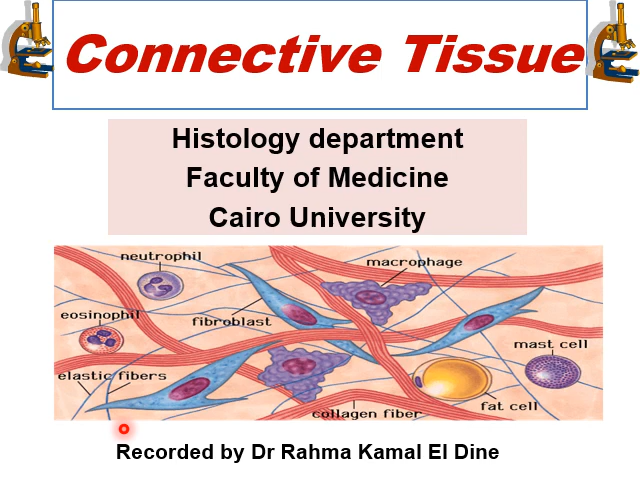 Connective Tissue
Histology department
Faculty of Medicine
Cairo University
neutrophil
macrophage
eosinophil
fibroblast
mast cell
elastic fibers
collagen fiber
fat cell
Recorded by Dr Rahma Kamal El Dine